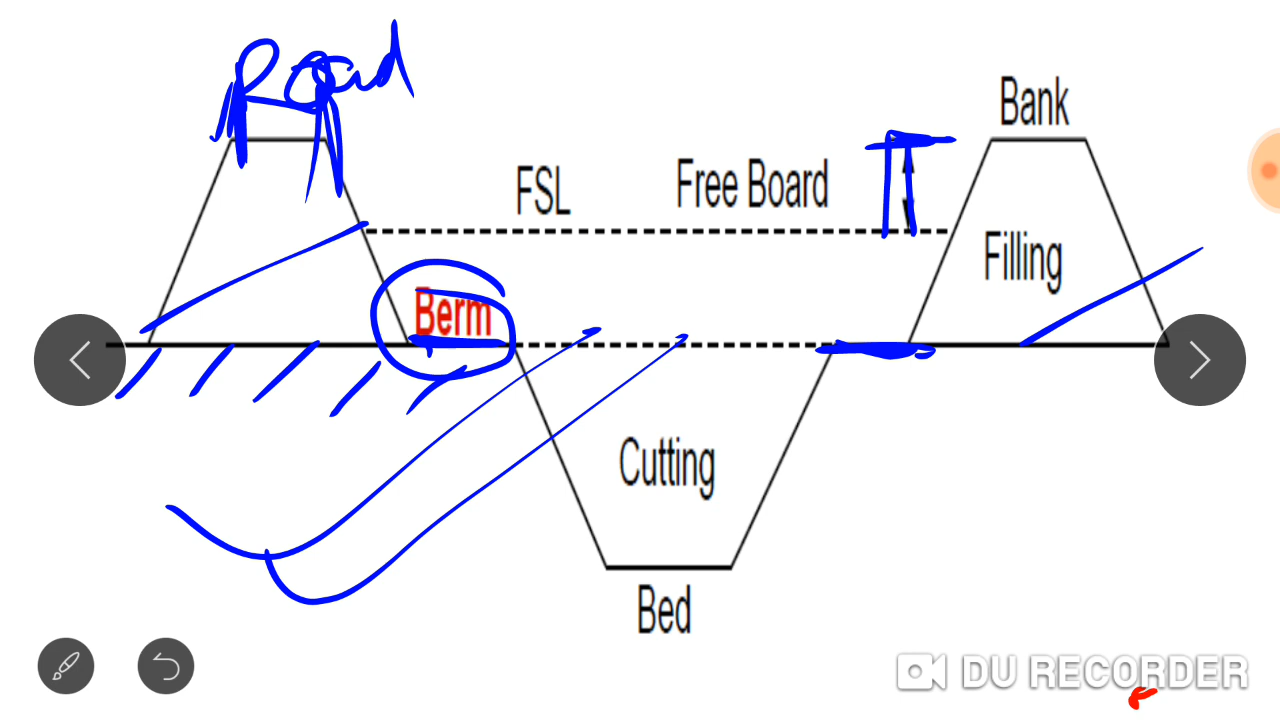 Road
Bank
FSL
Free Board
Filling
Berm
Cutting
Bed
DU RECORDER